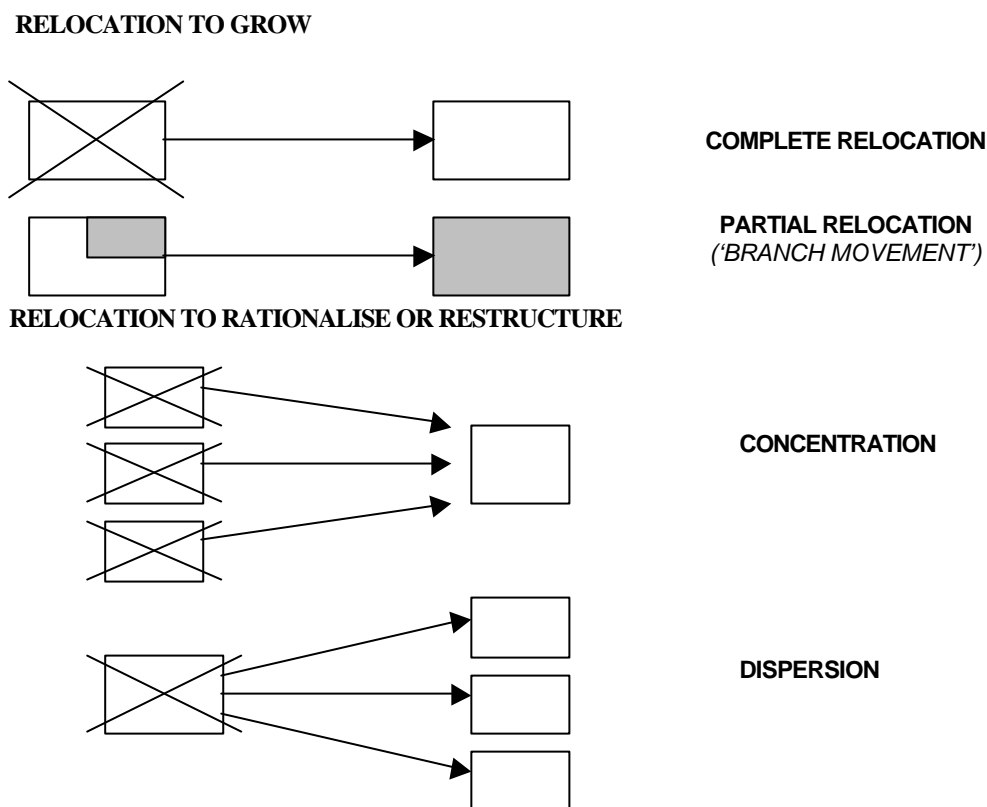 RELOCATION TO GROW
COMPLETE RELOCATION
PARTIAL RELOCATION
(‘BRANCH MOVEMENT’)
RELOCATION TO RATIONALISE OR RESTRUCTURE
CONCENTRATION
DISPERSION